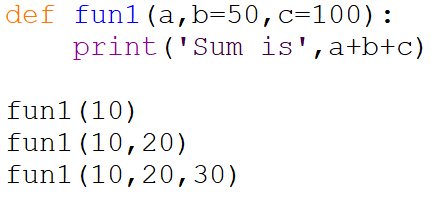 def fun1(a,b=50,c=100):
    print('Sum is',a+b+c)

fun1(10)
fun1(10,20)
fun1(10,20,30)